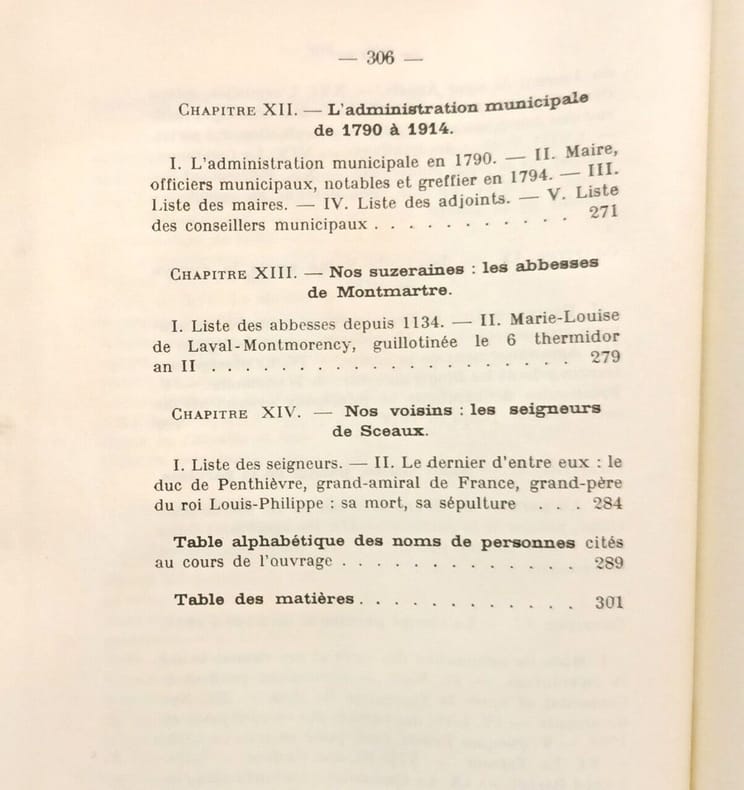 — 306 —
CHAPITRE XII. — L'administration municipale
de 1790 à 1914.
I. L'administration municipale en 1790. — II. Maire,
officiers municipaux, notables et greffier en 1794. — III.
Liste des maires. — IV. Liste des adjoints. — V. Liste
des conseillers municipaux . . . . . . . . . . . 271
CHAPITRE XIII. — Nos suzeraines : les abbesses
de Montmartre.
I. Liste des abbesses depuis 1134. — II. Marie-Louise
de Laval-Montmorency, guillotinée le 6 thermidor
an II . . . . . . . . . . . . . . . . . . . 279
CHAPITRE XIV. — Nos voisins : les seigneurs
de Sceaux.
I. Liste des seigneurs. — II. Le dernier d'entre eux : le
duc de Penthièvre, grand-amiral de France, grand-père
du roi Louis-Philippe : sa mort, sa sépulture . . . 284
Table alphabétique des noms de personnes cités
au cours de l'ouvrage . . . . . . . . . . . . . 289
Table des matières . . . . . . . . . . . . 301